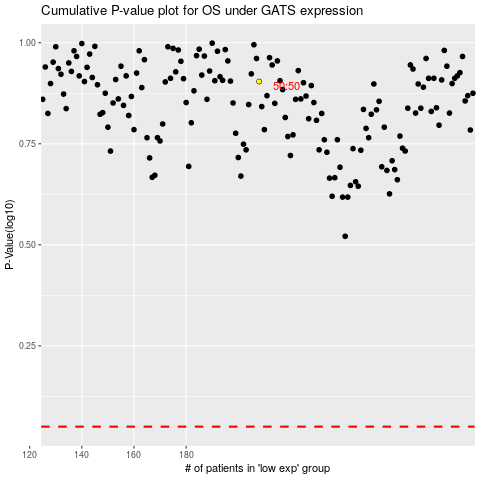 Cumulative P-value plot for OS under GATS expression
1.00
50:50
0.75
P-Value(log10)
0.50
0.25
120 140 160 180
# of patients in 'low exp' group